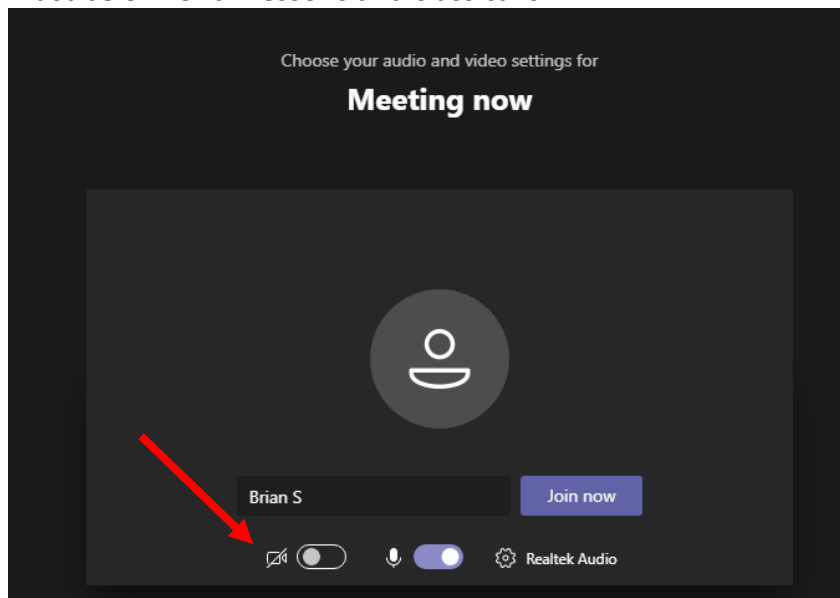 Choose your audio and video settings for
Meeting now
Brian S
Join now
Realtek Audio